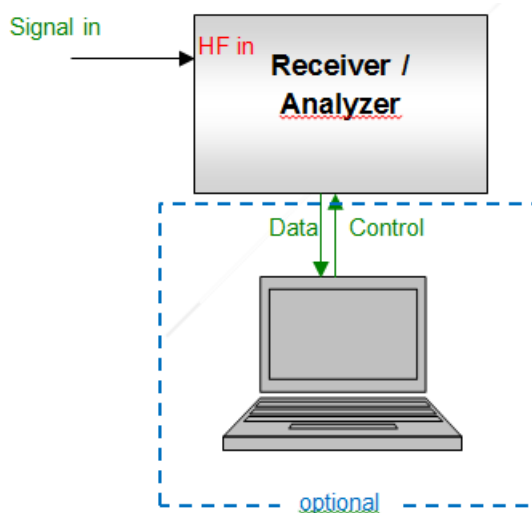 Signal in
HF in
Receiver /
Analyzer
Data Control
optional